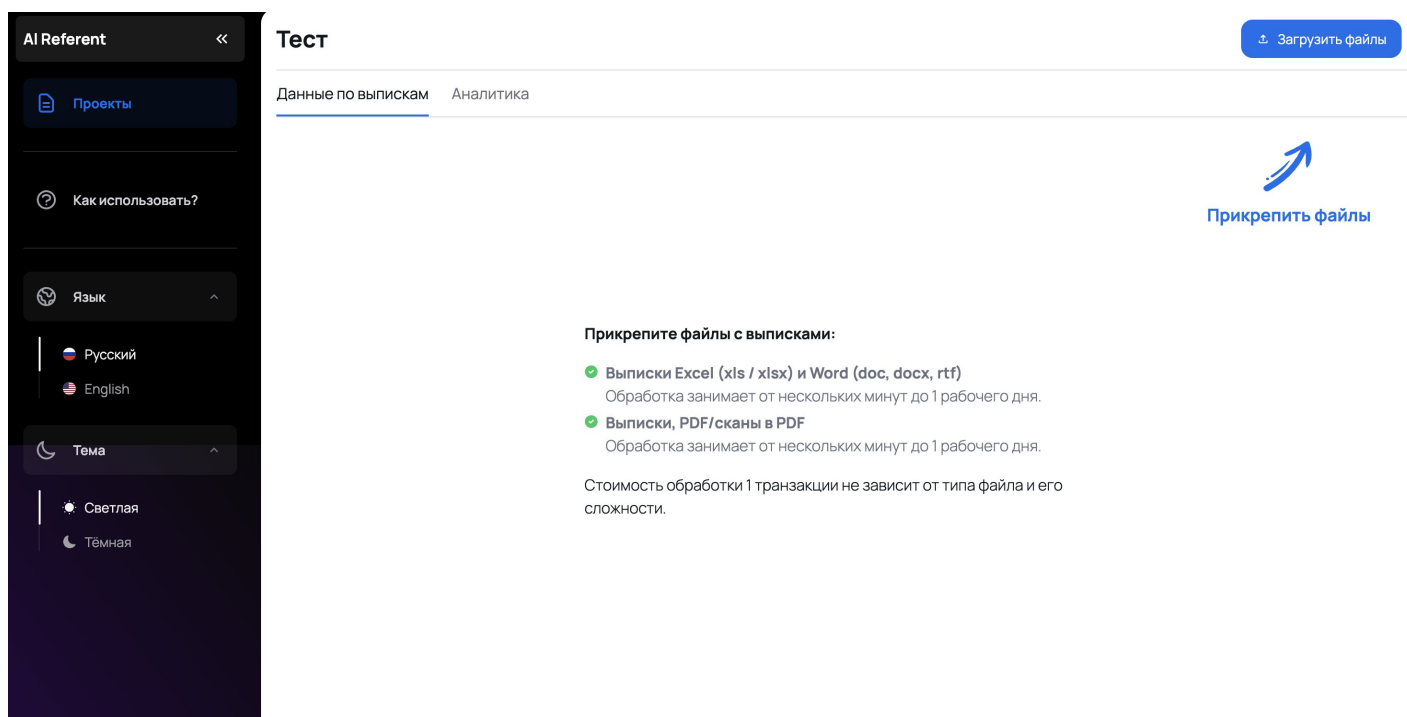 AI Referent
Проекты
Как использовать?
Язык
Русский
English
Тема
Светлая
Тёмная
Тест
Загрузить файлы
Данные по выпискам Аналитика
Прикрепить файлы
Прикрепите файлы с выписками:
Выписки Excel (xls / xlsx) и Word (doc, docx, rtf)
Обработка занимает от нескольких минут до 1 рабочего дня.
Выписки, PDF/сканы в PDF
Обработка занимает от нескольких минут до 1 рабочего дня.
Стоимость обработки 1 транзакции не зависит от типа файла и его
сложности.